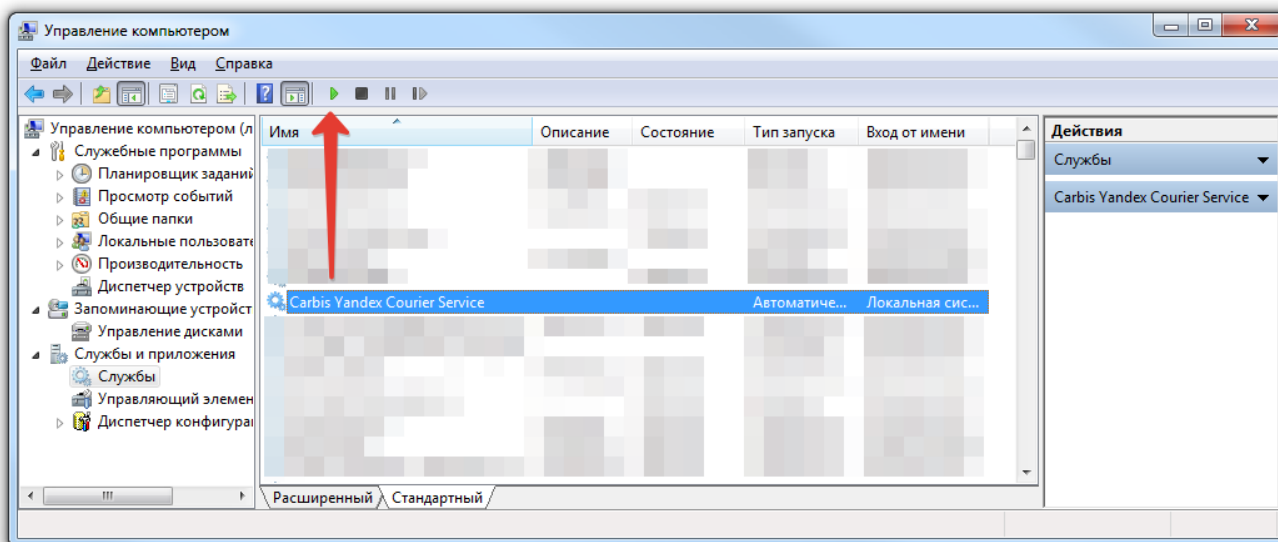 Управление компьютером
Файл Действие Вид Справка
Управление компьютером (л
Служебные программы
Планировщик заданий
Просмотр событий
Общие папки
Локальные пользовате
Производительность
Диспетчер устройств
Запоминающие устройст
Управление дисками
Службы и приложения
Службы
Управляющий элемен
Диспетчер конфигурац
Имя Описание Состояние Тип запуска Вход от имени
Carbis Yandex Courier Service Автоматиче... Локальная сис...
Расширенный Стандартный
Действия
Службы
Carbis Yandex Courier Service